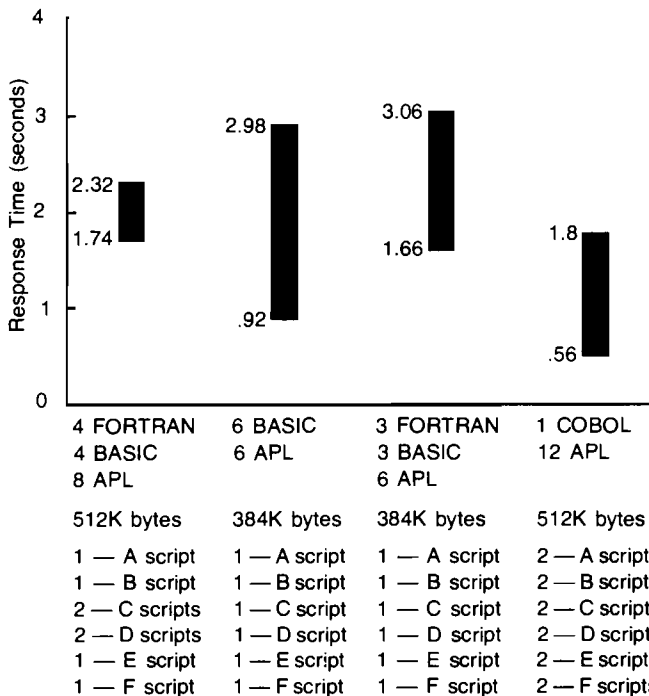 4
3
2
1
0
Response Time (seconds)
2.32
1.74
2.98
.92
3.06
1.66
1.8
.56
4 FORTRAN
4 BASIC
8 APL
512K bytes
1 — A script
1 — B script
2 — C scripts
2 — D scripts
1 — E script
1 — F script
6 BASIC
6 APL
384K bytes
1 — A script
1 — B script
1 — C script
1 — D script
1 — E script
1 — F script
3 FORTRAN
3 BASIC
6 APL
384K bytes
1 — A script
1 — B script
1 — C script
1 — D script
1 — E script
1 — F script
1 COBOL
12 APL
512K bytes
2 — A script
2 — B script
2 — C script
2 — D script
2 — E script
2 — F scripts